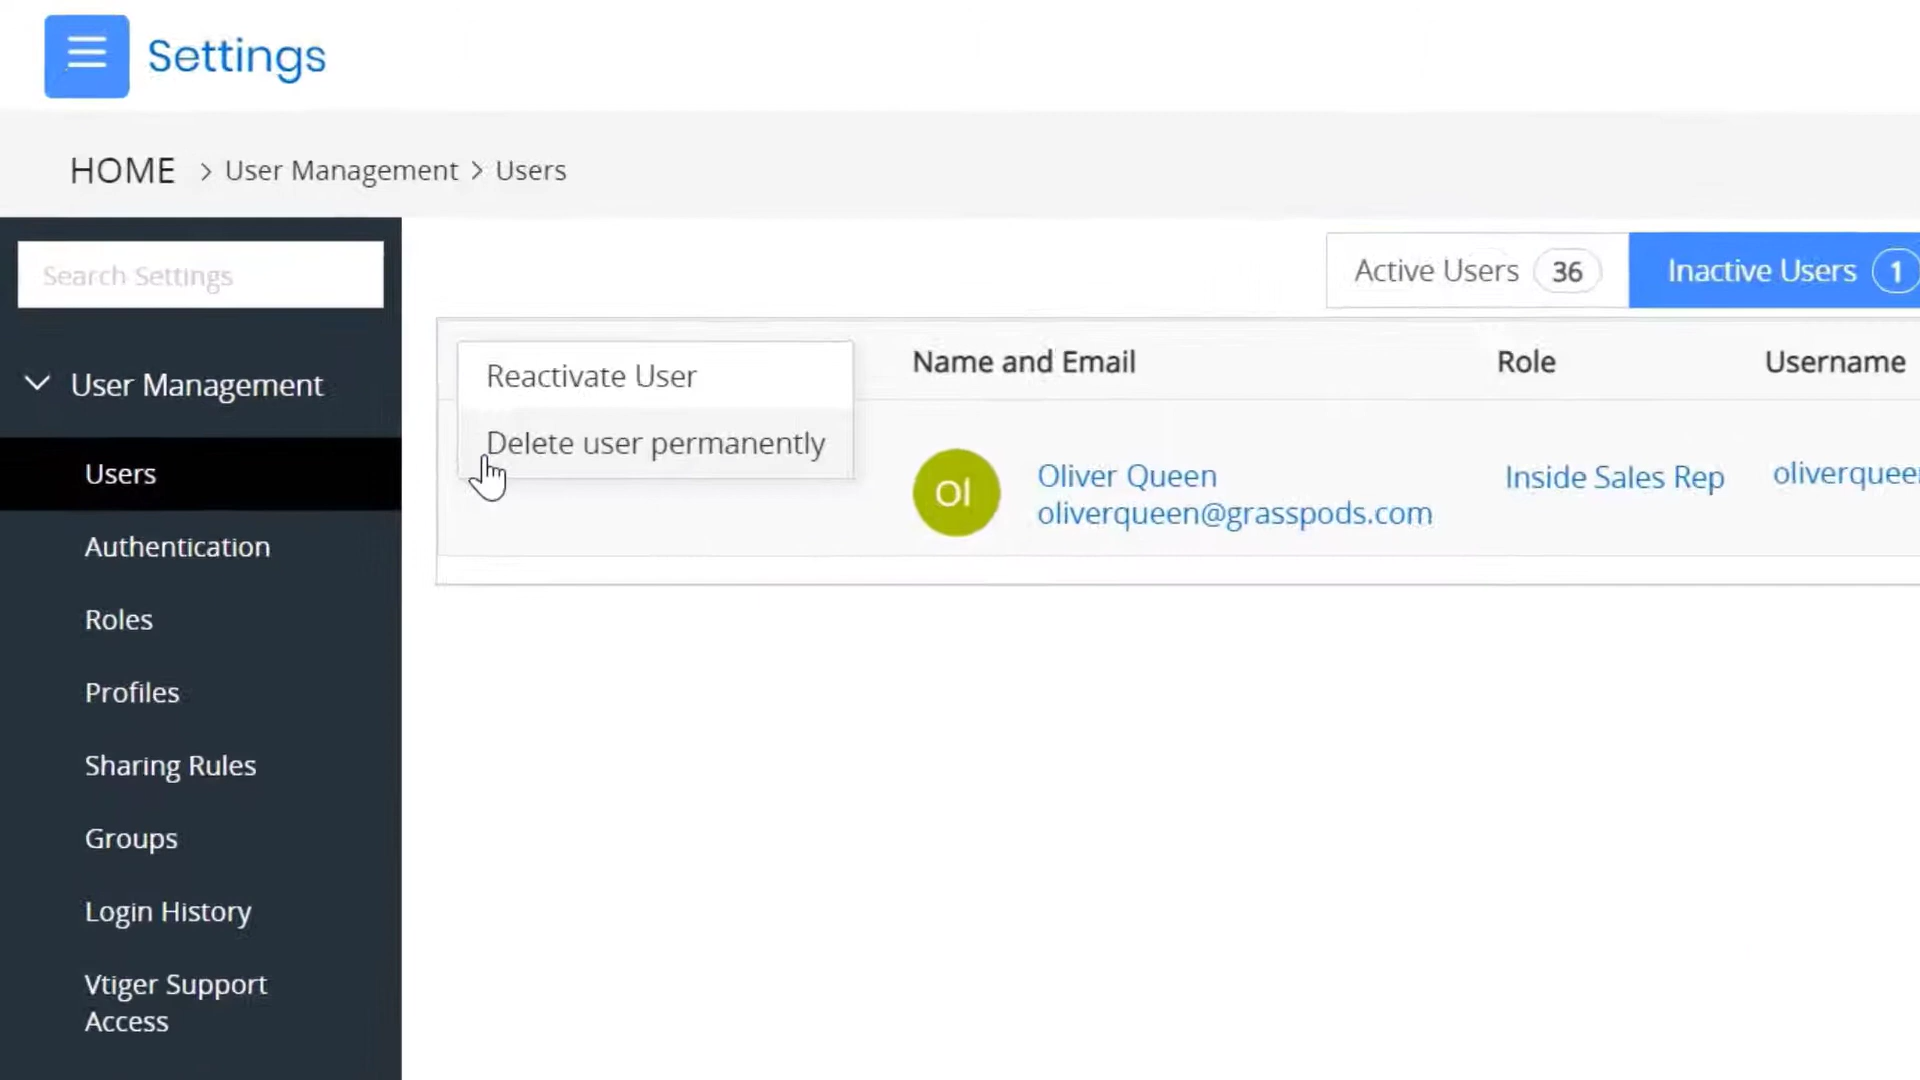 Settings
HOME > User Management > Users
Search Settings
User Management
Users
Authentication
Roles
Profiles
Sharing Rules
Groups
Login History
Vtiger Support
Access
Active Users 36
Inactive Users 1
Reactivate User
Delete user permanently
Name and Email
Role
Username
Ol
Oliver Queen
oliverqueen@grasspods.com
Inside Sales Rep
oliverqueen